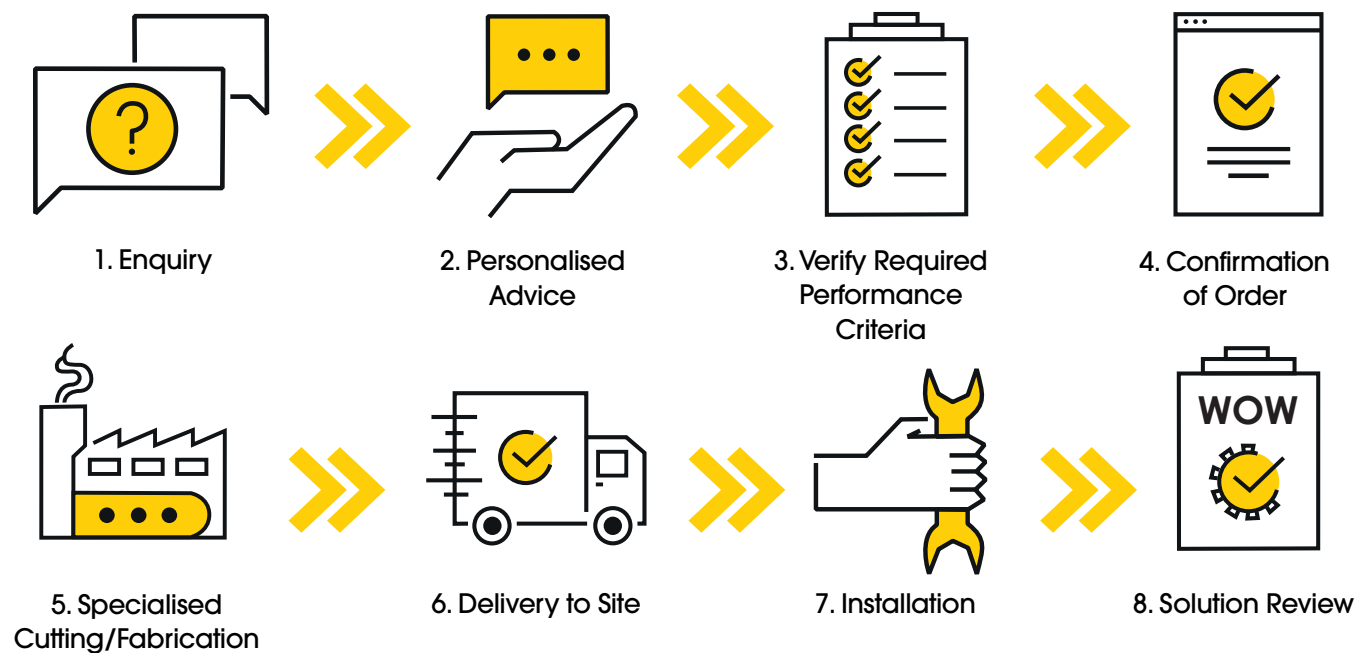 ?
1. Enquiry
2. Personalised
Advice
3. Verify Required
Performance
Criteria
4. Confirmation
of Order
5. Specialised
Cutting/Fabrication
6. Delivery to Site
7. Installation
WOW
8. Solution Review